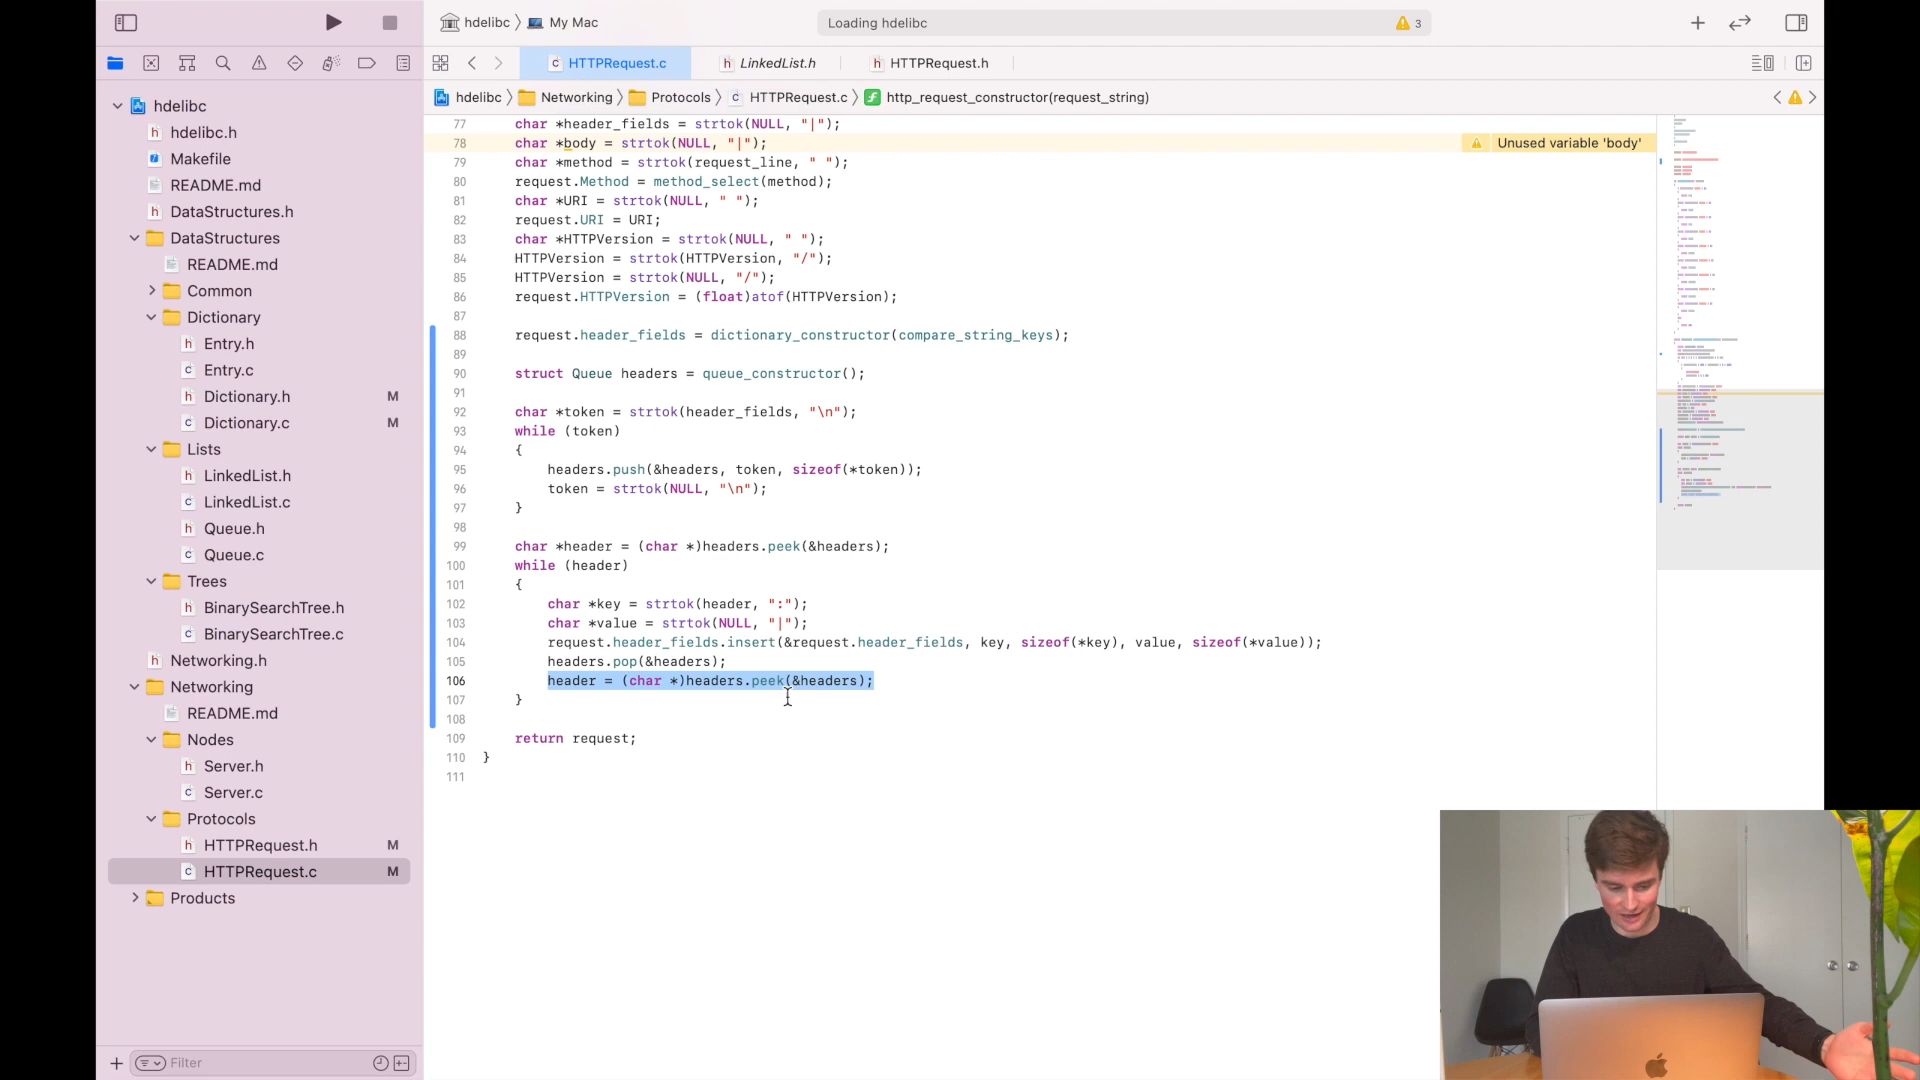 hdelibc
My Mac
Loading hdelibc
3
HTTPRequest.c
LinkedList.h
HTTPRequest.h
hdelibc
Networking
Protocols
HTTPRequest.c
http_request_constructor(request_string)
hdelibc
hdelibc.h
Makefile
README.md
DataStructures.h
DataStructures
README.md
Common
Dictionary
Entry.h
Entry.c
Dictionary.h M
Dictionary.c M
Lists
LinkedList.h
LinkedList.c
Queue.h
Queue.c
Trees
BinarySearchTree.h
BinarySearchTree.c
Networking.h
Networking
README.md
Nodes
Server.h
Server.c
Protocols
HTTPRequest.h M
HTTPRequest.c M
Products
Filter
77 char *header_fields = strtok(NULL, "|");
78 char *body = strtok(NULL, "|");
Unused variable 'body'
79 char *method = strtok(request_line, " ");
80 request.Method = method_select(method);
81 char *URI = strtok(NULL, " ");
82 request.URI = URI;
83 char *HTTPVersion = strtok(NULL, " ");
84 HTTPVersion = strtok(HTTPVersion, "/");
85 HTTPVersion = strtok(NULL, "/");
86 request.HTTPVersion = (float)atof(HTTPVersion);
87
88 request.header_fields = dictionary_constructor(compare_string_keys);
89
90 struct Queue headers = queue_constructor();
91
92 char *token = strtok(header_fields, "\n");
93 while (token)
94 {
95 headers.push(&headers, token, sizeof(*token));
96 token = strtok(NULL, "\n");
97 }
98
99 char *header = (char *)headers.peek(&headers);
100 while (header)
101 {
102 char *key = strtok(header, ":");
103 char *value = strtok(NULL, "|");
104 request.header_fields.insert(&request.header_fields, key, sizeof(*key), value, sizeof(*value));
105 headers.pop(&headers);
106 header = (char *)headers.peek(&headers);
107 }
108
109 return request;
110 }
111